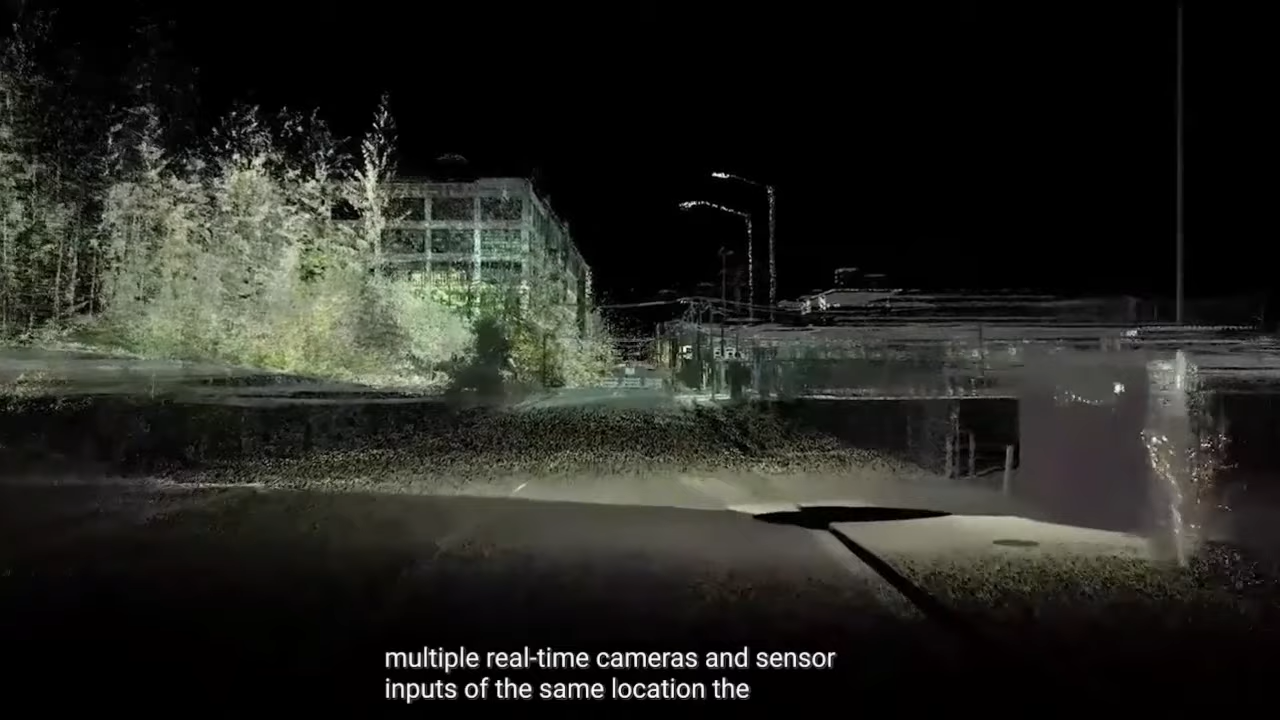 multiple real-time cameras and sensor
inputs of the same location the